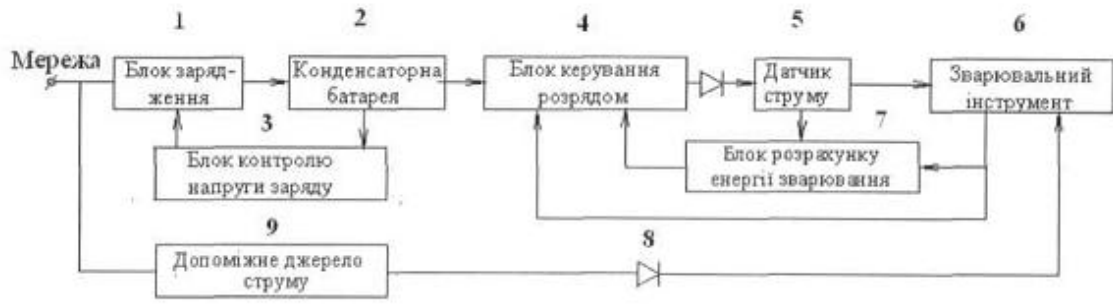 1
2
4
5
6
Мережа
Блок заряд-
ження
Конденсаторна
батарея
Блок керування
розрядом
Датчик
струму
Зварювальний
інструмент
3
7
Блок контролю
напруги заряду
Блок розрахунку
енергії зварювання
9
8
Допоміжне джерело
струму